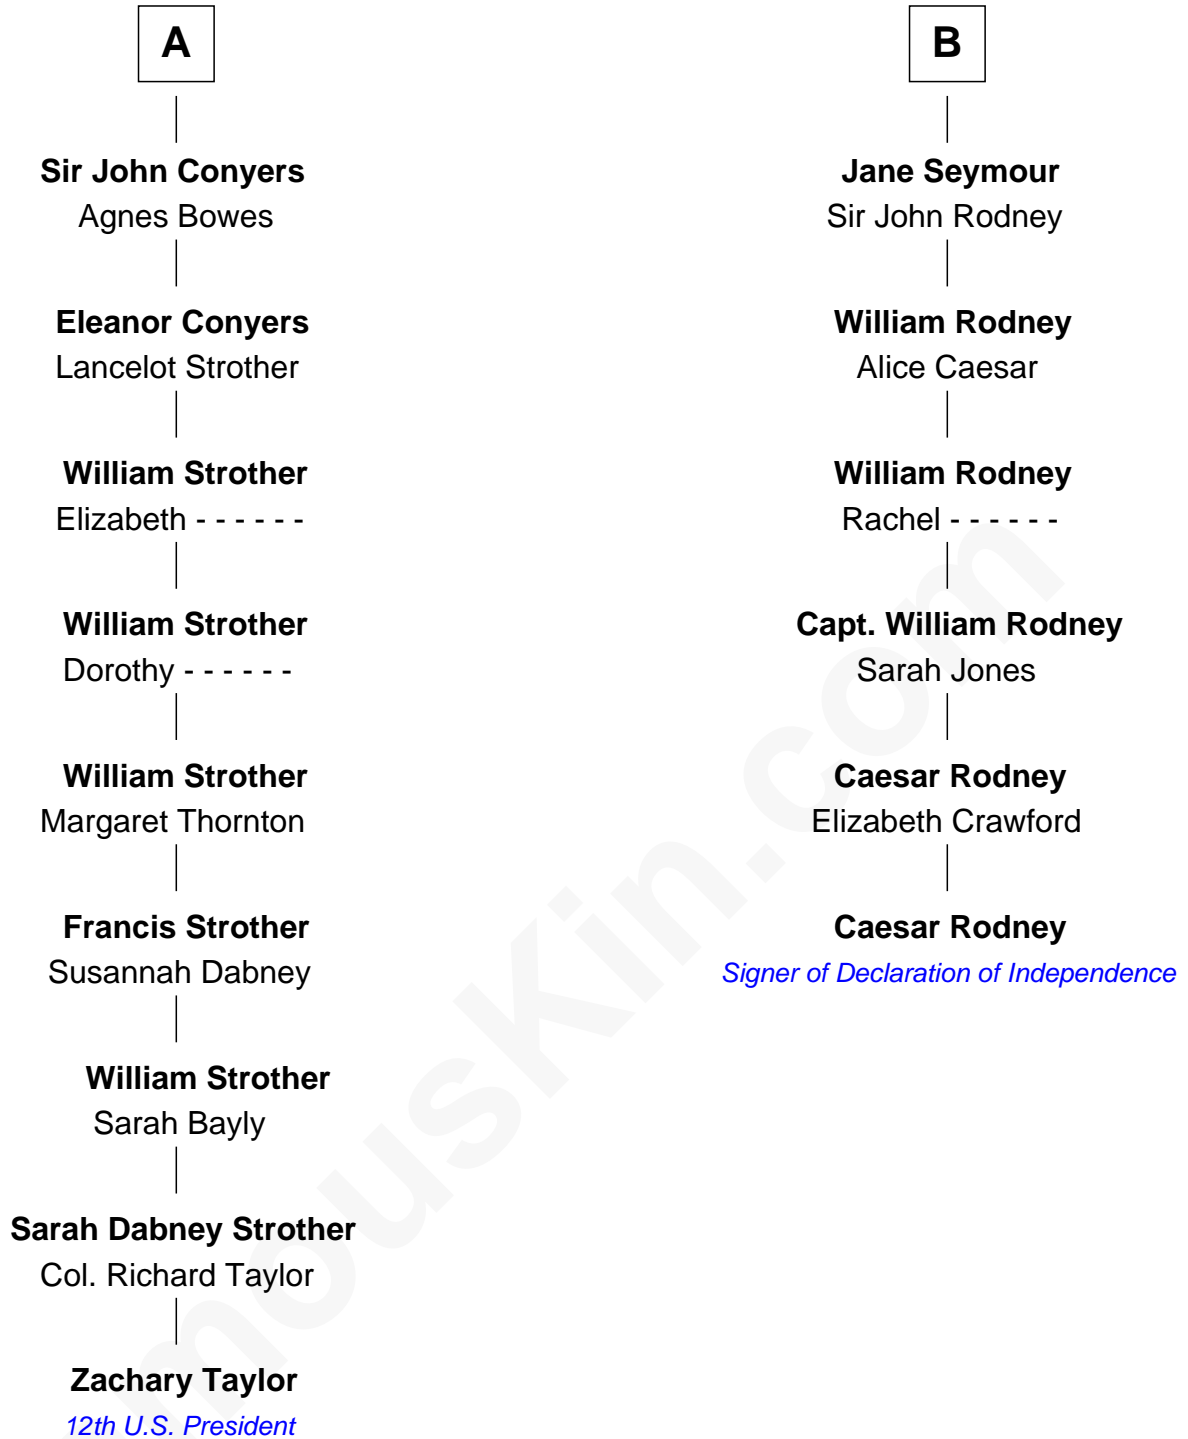 A
Sir John Conyers
Agnes Bowes
Eleanor Conyers
Lancelot Strother
William Strother
Elizabeth - - - - - -
William Strother
Dorothy - - - - - -
William Strother
Margaret Thornton
Francis Strother
Susannah Dabney
William Strother
Sarah Bayly
Sarah Dabney Strother
Col. Richard Taylor
Zachary Taylor
12th U.S. President
B
Jane Seymour
Sir John Rodney
William Rodney
Alice Caesar
William Rodney
Rachel - - - - - -
Capt. William Rodney
Sarah Jones
Caesar Rodney
Elizabeth Crawford
Caesar Rodney
Signer of Declaration of Independence
mousKin.com